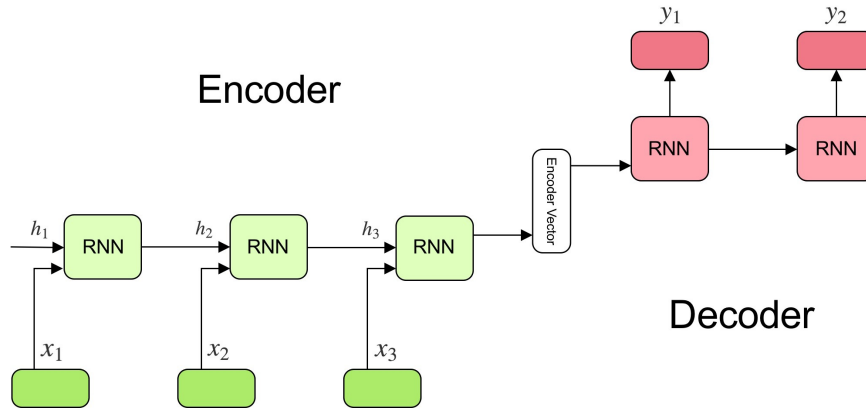 y₁
y₂
Encoder
RNN
RNN
Encoder Vector
h₁
h₂
h₃
RNN
RNN
RNN
Decoder
x₁
x₂
x₃